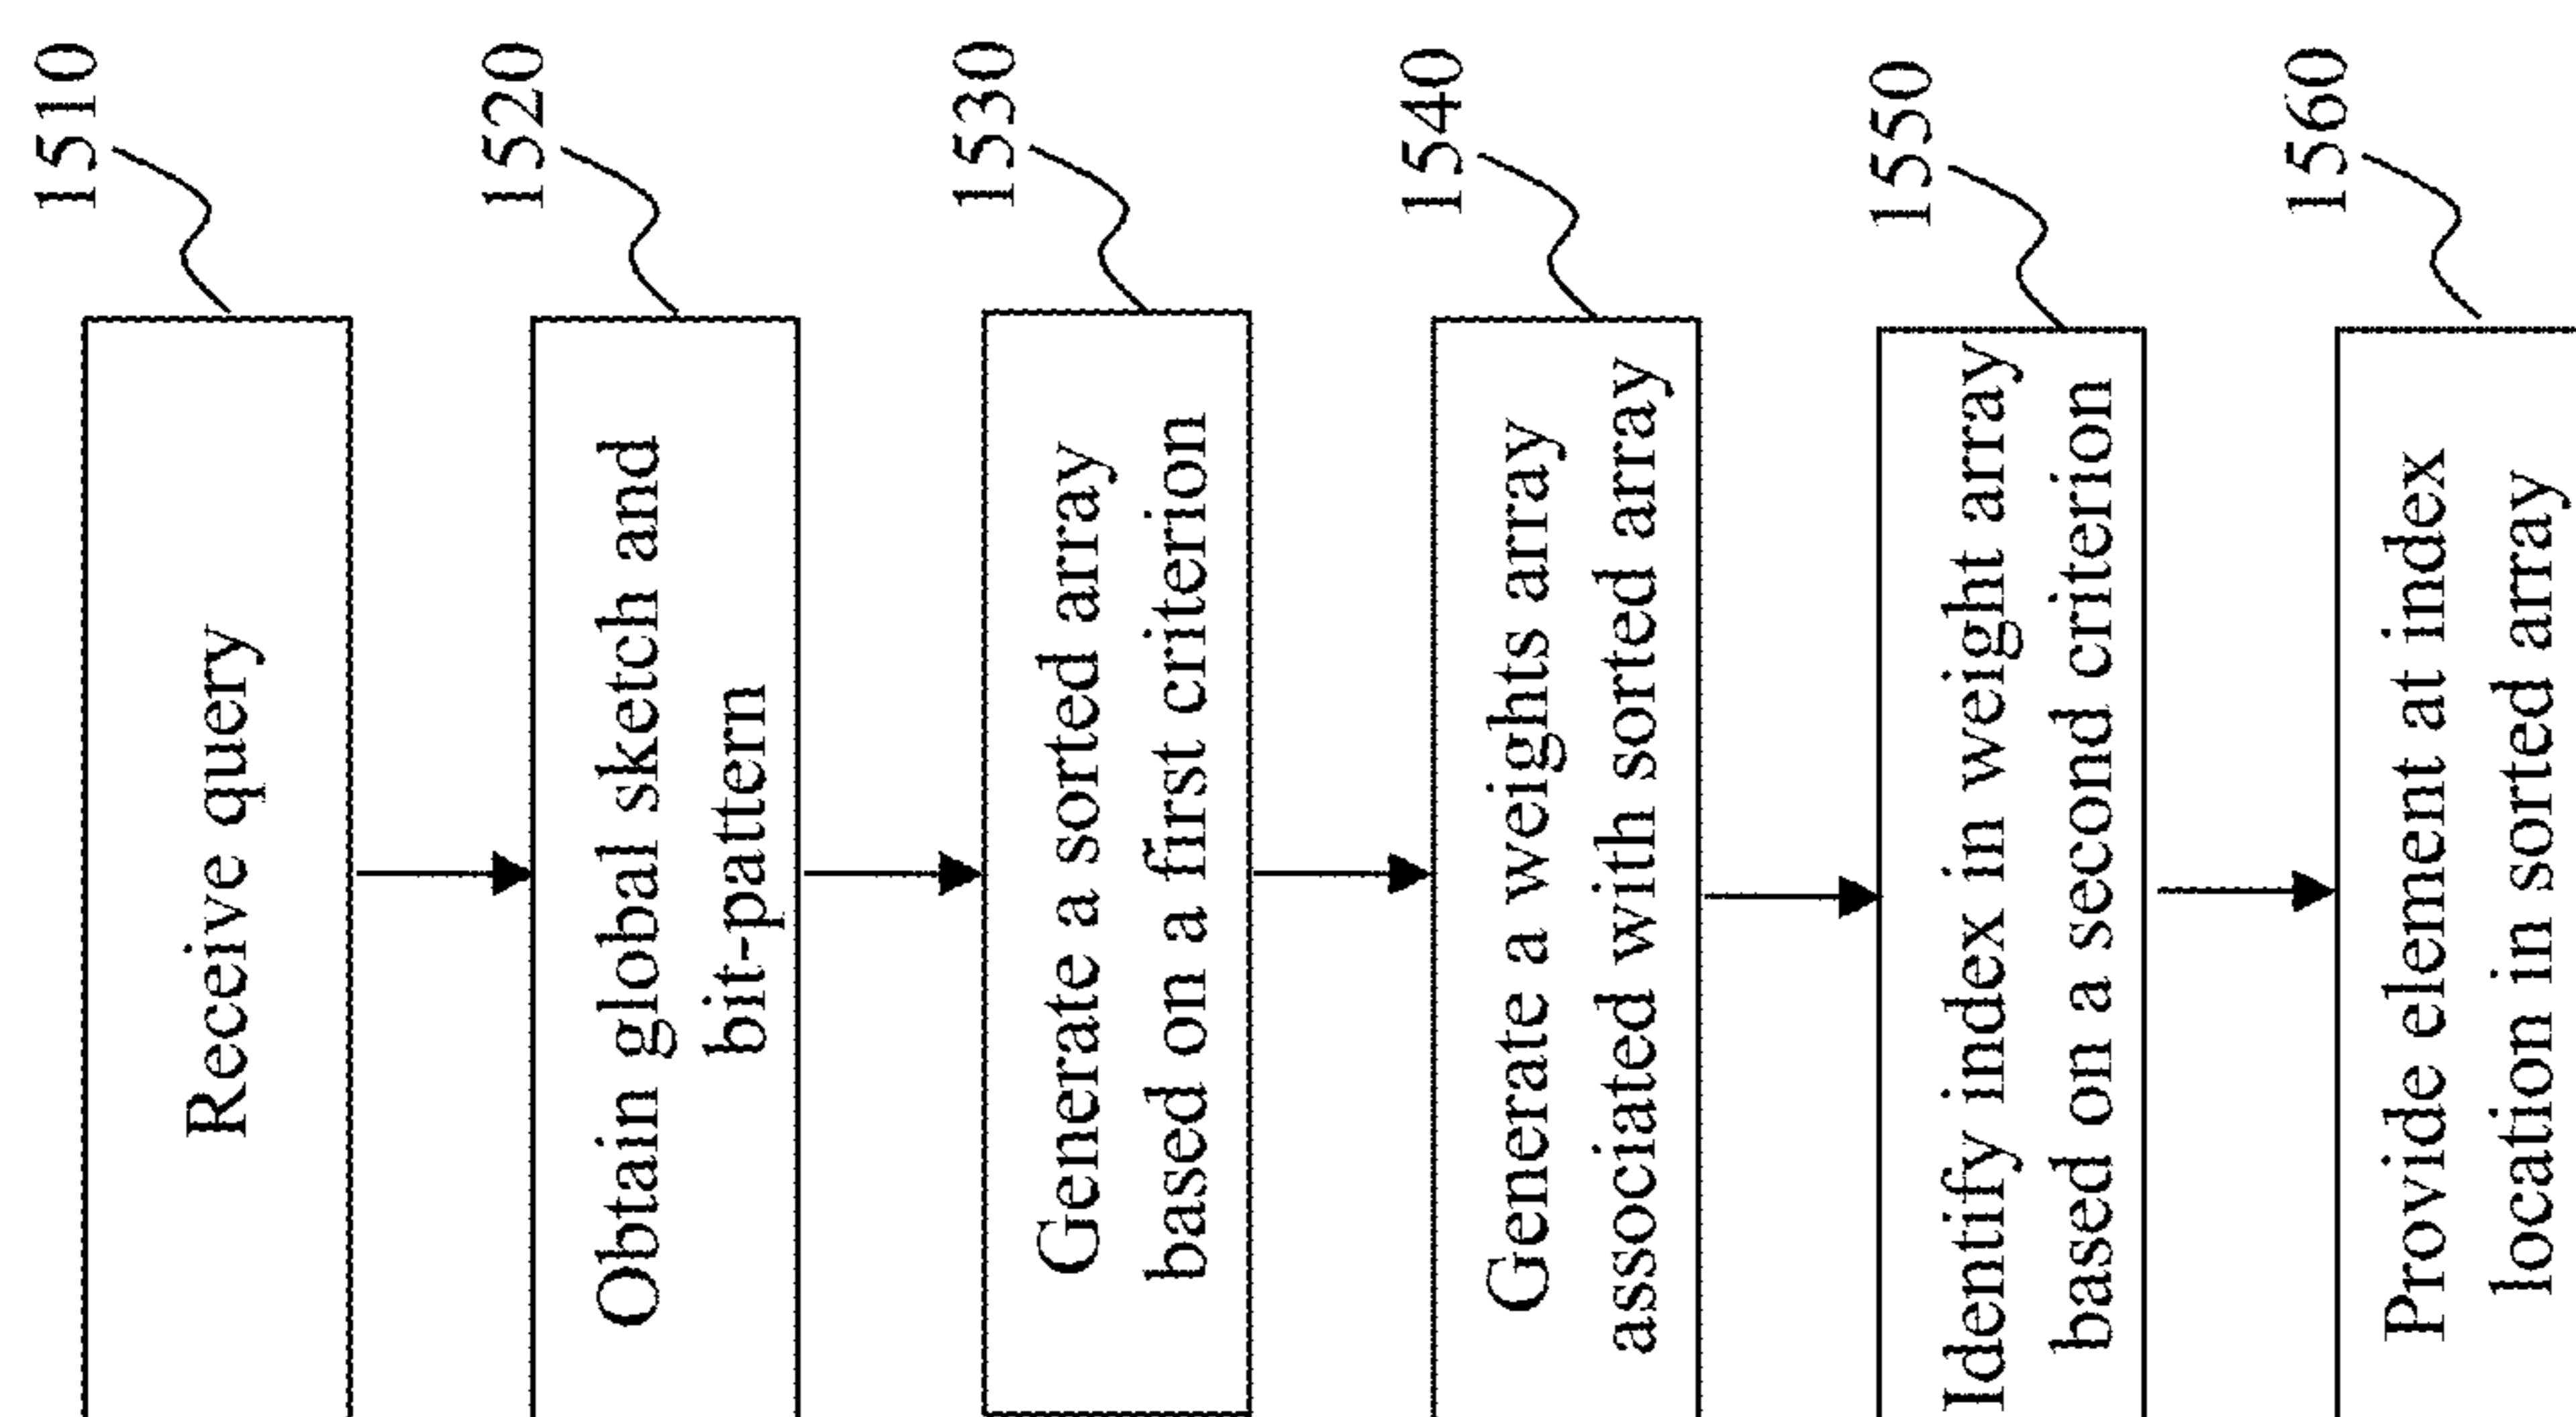 1510
Receive query
1520
Obtain global sketch and
bit-pattern
1530
Generate a sorted array
based on a first criterion
1540
Generate a weights array
associated with sorted array
1550
Identify index in weight array
based on a second criterion
1560
Provide element at index
location in sorted array